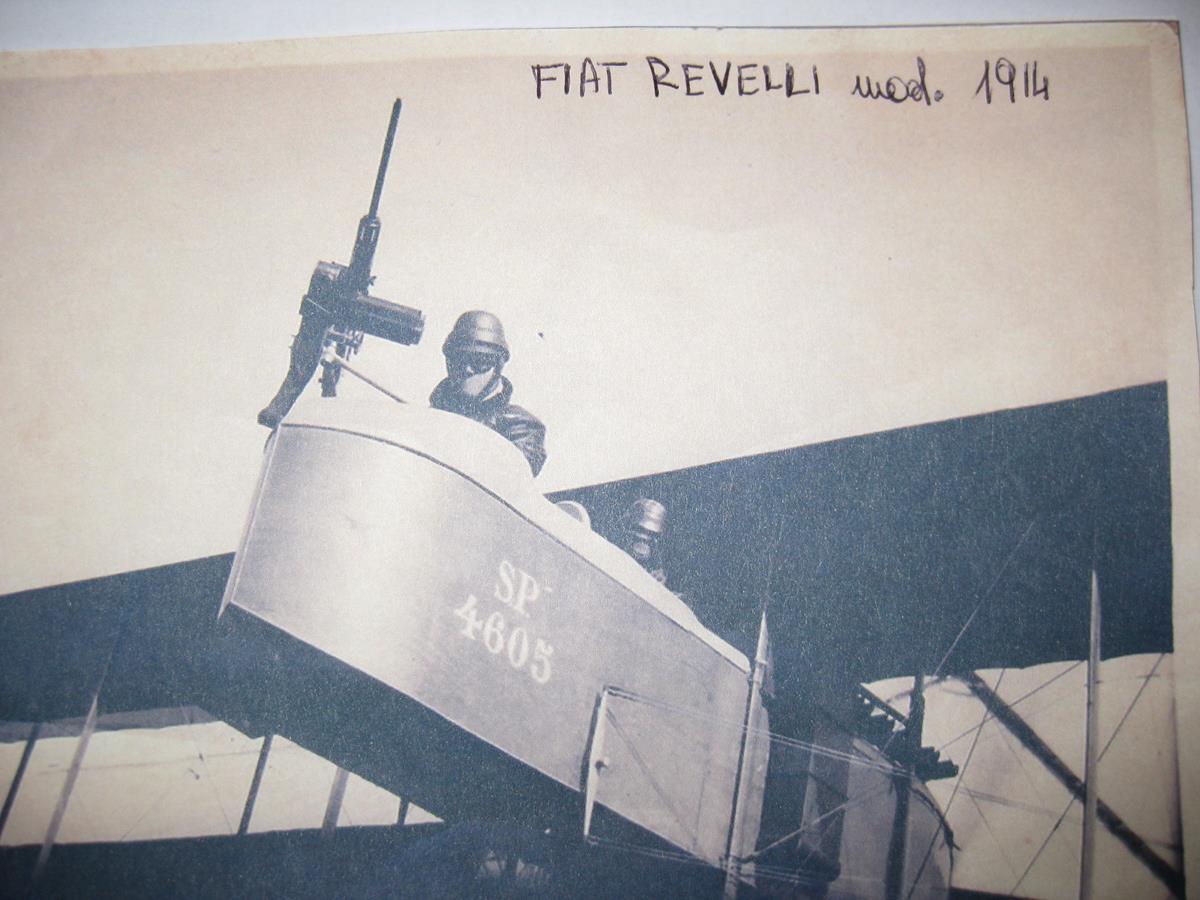 FIAT REVELLI mod. 1914
SP.
4605